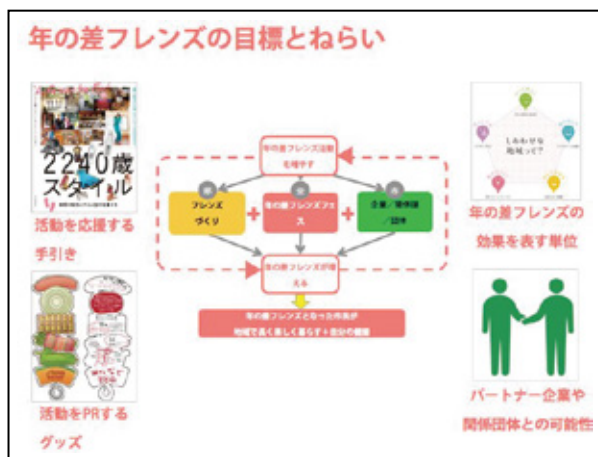 年の差フレンズの目標とねらい
2240歳
スタイル
活動を応援する
手引き
活動をPRする
グッズ
年の差フレンズ活動
を増やす
フレンズ
づくり
+
年の差フレンズフェ
ス
+
企業/関係機
/団体
年の差フレンズが増
える
年の差フレンズとなった市民が
地域で長く楽しく暮らす+自分の健康
しあわせな
地域って?
年の差フレンズの
効果を表す単位
パートナー企業や
関係団体との可能性